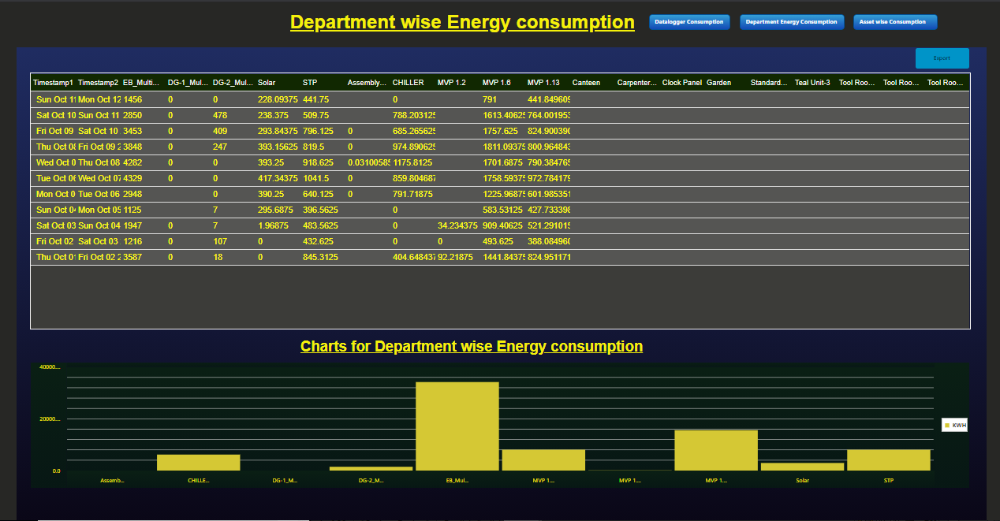 Department wise Energy consumption Datalogger Consumption Department Energy Consumption Asset wise Consumption
Export
Timestamp1 Timestamp2 EB_Multi... DG-1_Mul... DG-2_Mul... Solar STP Assembly... CHILLER MVP 1.2 MVP 1.6 MVP 1.13 Canteen Carpenter... Clock Panel Garden Standard... Teal Unit-3 Tool Roo... Tool Roo... Tool Roo...
Sun Oct 11 Mon Oct 12 1456 0 0 228.09375 441.75 0 791 441.849609
Sat Oct 10 Sun Oct 11 2850 0 478 238.375 509.75 788.203125 1613.40625 764.001953
Fri Oct 09 Sat Oct 10 3453 0 409 293.84375 796.125 0 685.265625 1757.625 824.900390
Thu Oct 08 Fri Oct 09 2 3848 0 247 393.15625 819.5 0 974.890625 1811.09375 800.964843
Wed Oct 0 Thu Oct 08 4282 0 0 393.25 918.625 0.03100585 1175.8125 1701.6875 790.384765
Tue Oct 06 Wed Oct 07 4329 0 0 417.34375 1041.5 0 859.804687 1758.59375 972.784179
Mon Oct 0 Tue Oct 06 2948 0 0 390.25 640.125 0 791.71875 1225.96875 601.985351
Sun Oct 04 Mon Oct 05 1125 7 295.6875 396.5625 0 583.53125 427.733398
Sat Oct 03 Sun Oct 04 1947 0 7 1.96875 483.5625 0 34.234375 909.40625 521.291015
Fri Oct 02 Sat Oct 03 1216 0 107 0 432.625 0 0 493.625 388.084960
Thu Oct 01 Fri Oct 02 2 3587 0 18 0 845.3125 404.648437 92.21875 1441.84375 824.951171
Charts for Department wise Energy consumption
40000....
20000....
0.0
KWH
Assemb... CHILLE... DG-1_M... DG-2_M... EB_Mul... MVP 1.... MVP 1.... MVP 1.... Solar STP